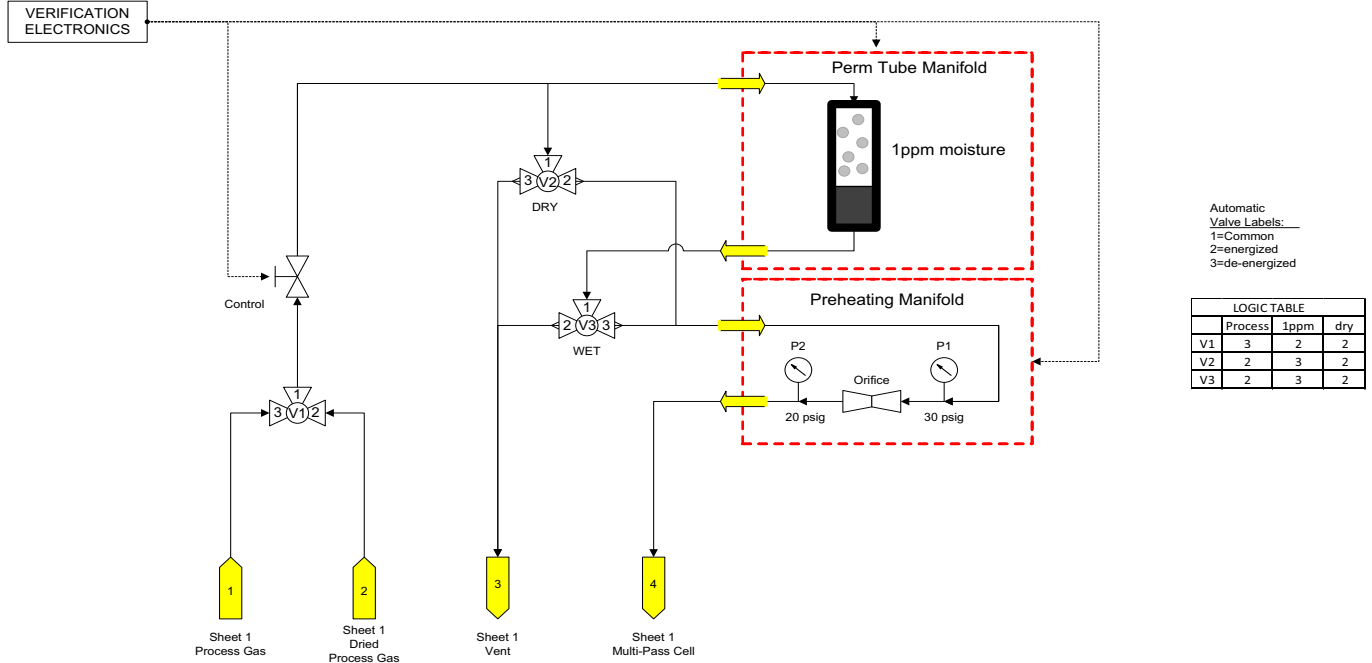 VERIFICATION
ELECTRONICS
Perm Tube Manifold
1ppm moisture
1
3 V2 2
DRY
Automatic
Valve Labels:
1=Common
2=energized
3=de-energized
Control
Preheating Manifold
1
2 V3 3
WET
P2
P1
Orifice
20 psig
30 psig
LOGIC TABLE
Process 1ppm dry
V1 3 2 2
V2 2 3 2
V3 2 3 2
1
3 V1 2
1
2
3
4
Sheet 1
Process Gas
Sheet 1
Dried
Process Gas
Sheet 1
Vent
Sheet 1
Multi-Pass Cell